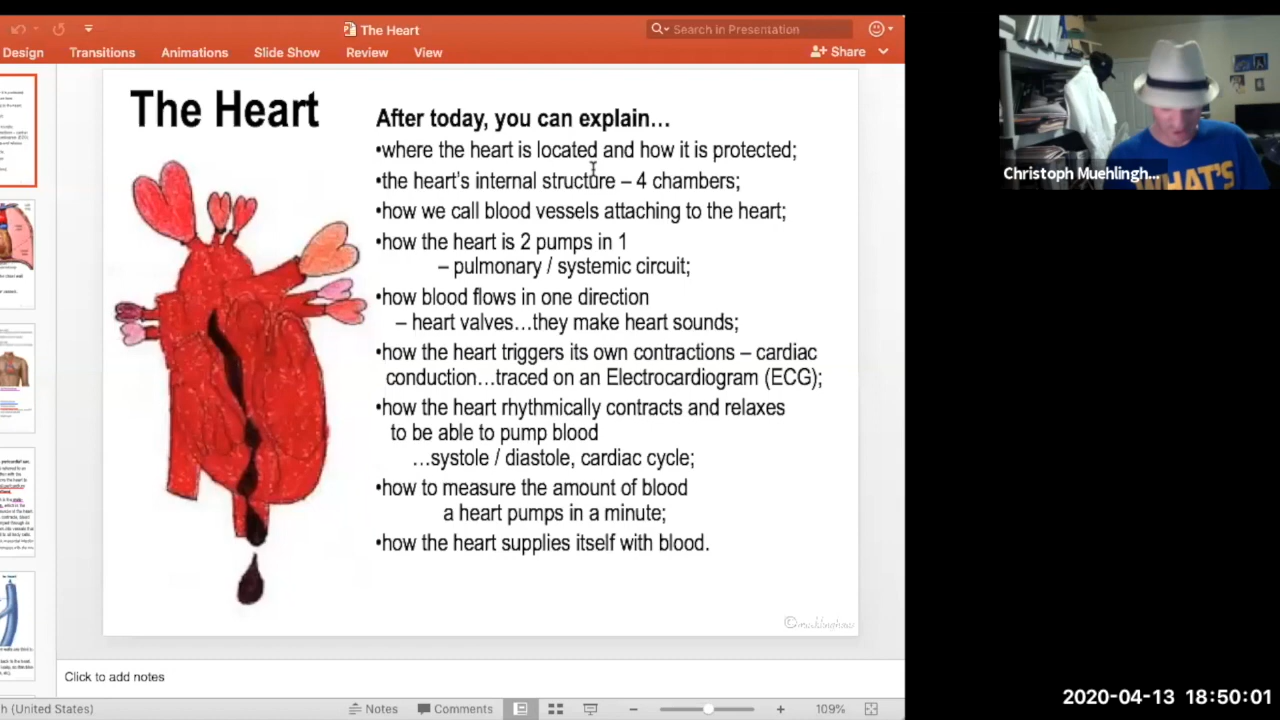 The Heart
Search in Presentation
Design Transitions Animations Slide Show Review View
Share
The Heart
After today, you can explain…
•where the heart is located and how it is protected;
•the heart's internal structure – 4 chambers;
•how we call blood vessels attaching to the heart;
•how the heart is 2 pumps in 1
– pulmonary / systemic circuit;
•how blood flows in one direction
– heart valves…they make heart sounds;
•how the heart triggers its own contractions – cardiac
conduction…traced on an Electrocardiogram (ECG);
•how the heart rhythmically contracts and relaxes
to be able to pump blood
…systole / diastole, cardiac cycle;
•how to measure the amount of blood
a heart pumps in a minute;
•how the heart supplies itself with blood.
Click to add notes
h (United States)
Notes
Comments
109%
Christoph Muehlingh...
WHAT'S
2020-04-13 18:50:01